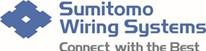 Sumitomo
Wiring Systems
Connect with the Best